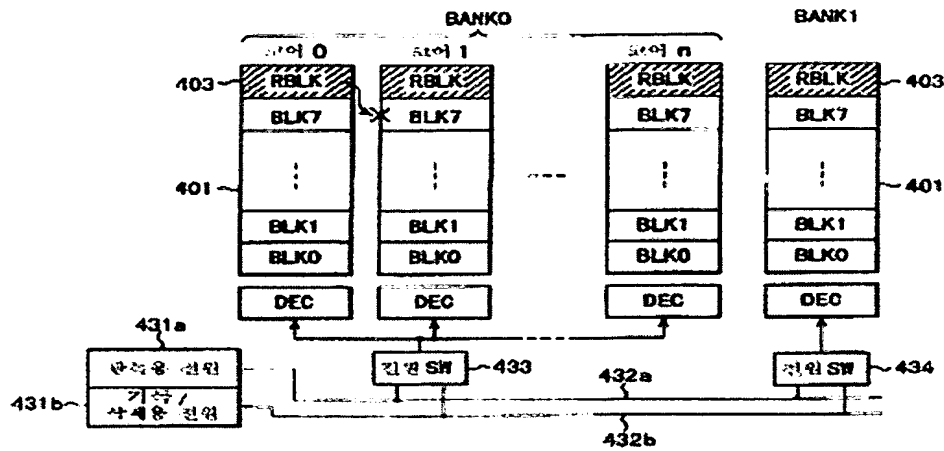 BANK0 BANK1
코어 0 코어 1 코어 n
403 RBLK RBLK RBLK RBLK 403
BLK7 BLK7 BLK7 BLK7
401 401
BLK1 BLK1 BLK1 BLK1
BLK0 BLK0 BLK0 BLK0
DEC DEC DEC DEC
431a
판독용 전원 전원 SW 433 전원 SW 434
431b 기록/ 432a
소거용 전원
432b